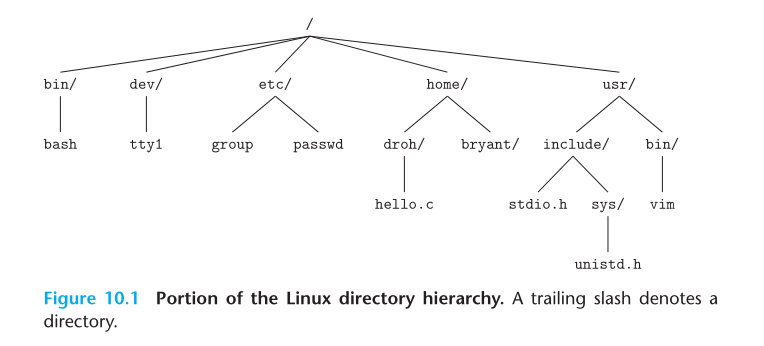 /
bin/ dev/ etc/ home/ usr/
bash tty1 group passwd droh/ bryant/ include/ bin/
hello.c stdio.h sys/ vim
unistd.h
Figure 10.1 Portion of the Linux directory hierarchy. A trailing slash denotes a
directory.